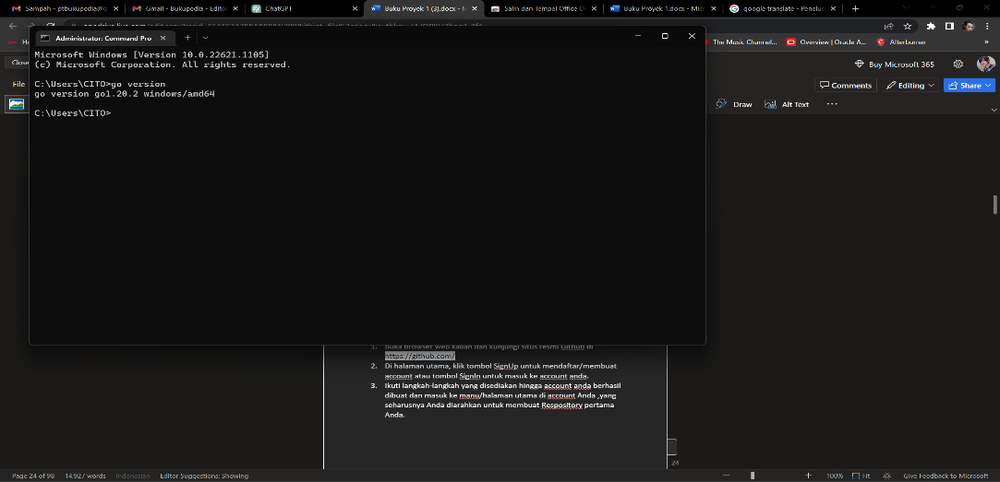 Sampah - ptbukupedia@g
Gmail - Bukupedia - Editor
ChatGPT
Buku Proyek 1 (3).docx - M
Salin dan Tempel Office O
Buku Proyek 1.docx - Micr
google translate - Penelus
Administrator: Command Pro
The Music Channel...
Overview | Oracle A...
Afterburner
»
Microsoft Windows [Version 10.0.22621.1105]
(c) Microsoft Corporation. All rights reserved.
Close
Buy Microsoft 365
C:\Users\CITO>go version
File
Comments
Editing
Share
go version go1.20.2 windows/amd64
Draw
Alt Text
...
C:\Users\CITO>
1. Buka browser web kalian dan kunjungi situs resmi Github di
https://github.com/
2. Di halaman utama, klik tombol SignUp untuk mendaftar/membuat
account atau tombol SignIn untuk masuk ke account anda.
3. Ikuti langkah-langkah yang disediakan hingga account anda berhasil
dibuat dan masuk ke manu/halaman utama di account Anda ,yang
seharusnya Anda diarahkan untuk membuat Respository pertama
Anda.
24
Page 24 of 98
14.927 words
Indonesian
Editor Suggestions: Showing
100%
Fit
Give Feedback to Microsoft